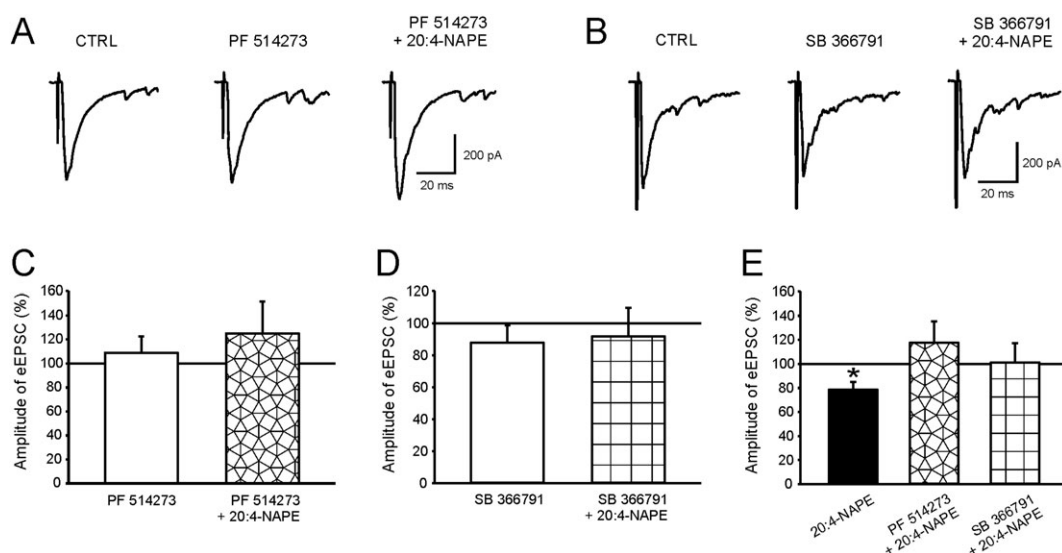 A
CTRL
PF 514273
PF 514273
+ 20:4-NAPE
200 pA
20 ms
B
CTRL
SB 366791
SB 366791
+ 20:4-NAPE
200 pA
20 ms
C
Amplitude of eEPSC (%)
160
140
120
100
80
60
40
20
0
PF 514273
PF 514273
+ 20:4-NAPE
D
Amplitude of eEPSC (%)
120
100
80
60
40
20
0
SB 366791
SB 366791
+ 20:4-NAPE
E
Amplitude of eEPSC (%)
160
140
120
100
80
60
40
20
0
*
20:4-NAPE
PF 514273
+ 20:4-NAPE
SB 366791
+ 20:4-NAPE